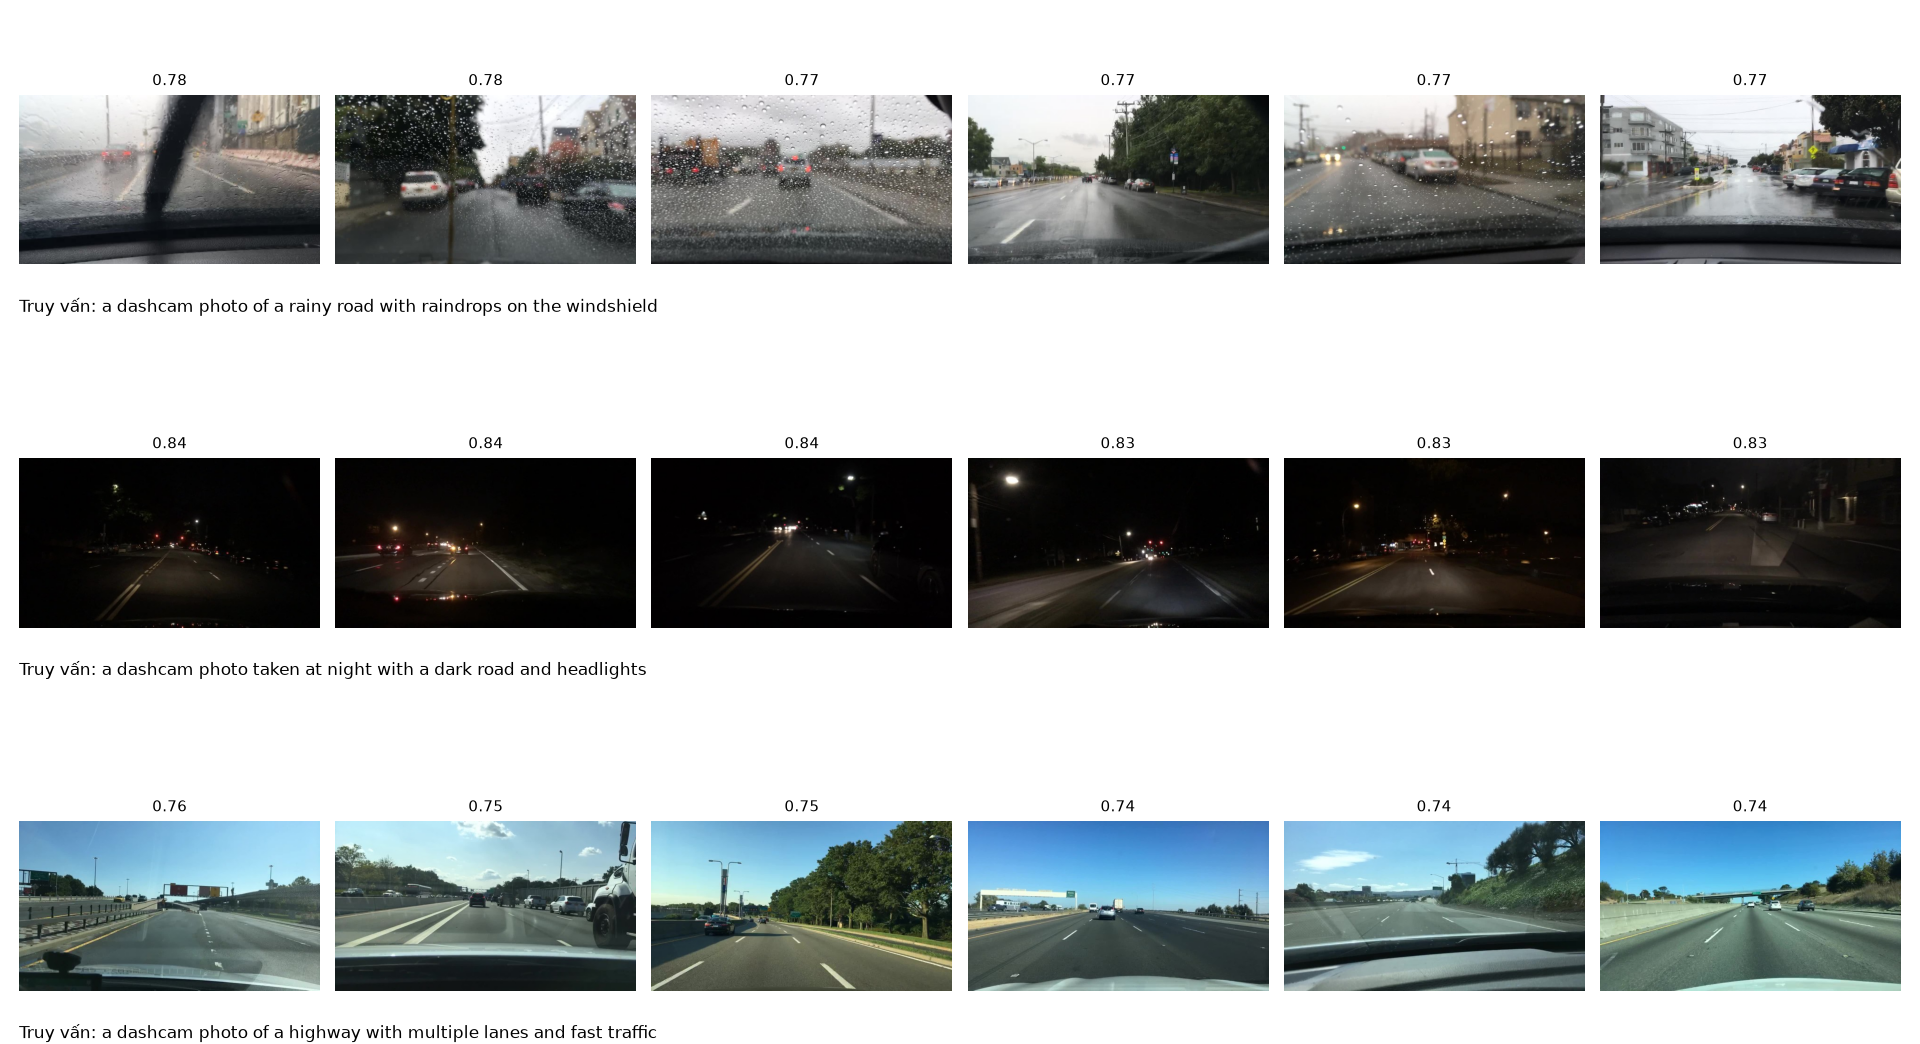 0.78 0.78 0.77 0.77 0.77 0.77
Truy vấn: a dashcam photo of a rainy road with raindrops on the windshield
0.84 0.84 0.84 0.83 0.83 0.83
Truy vấn: a dashcam photo taken at night with a dark road and headlights
0.76 0.75 0.75 0.74 0.74 0.74
Truy vấn: a dashcam photo of a highway with multiple lanes and fast traffic